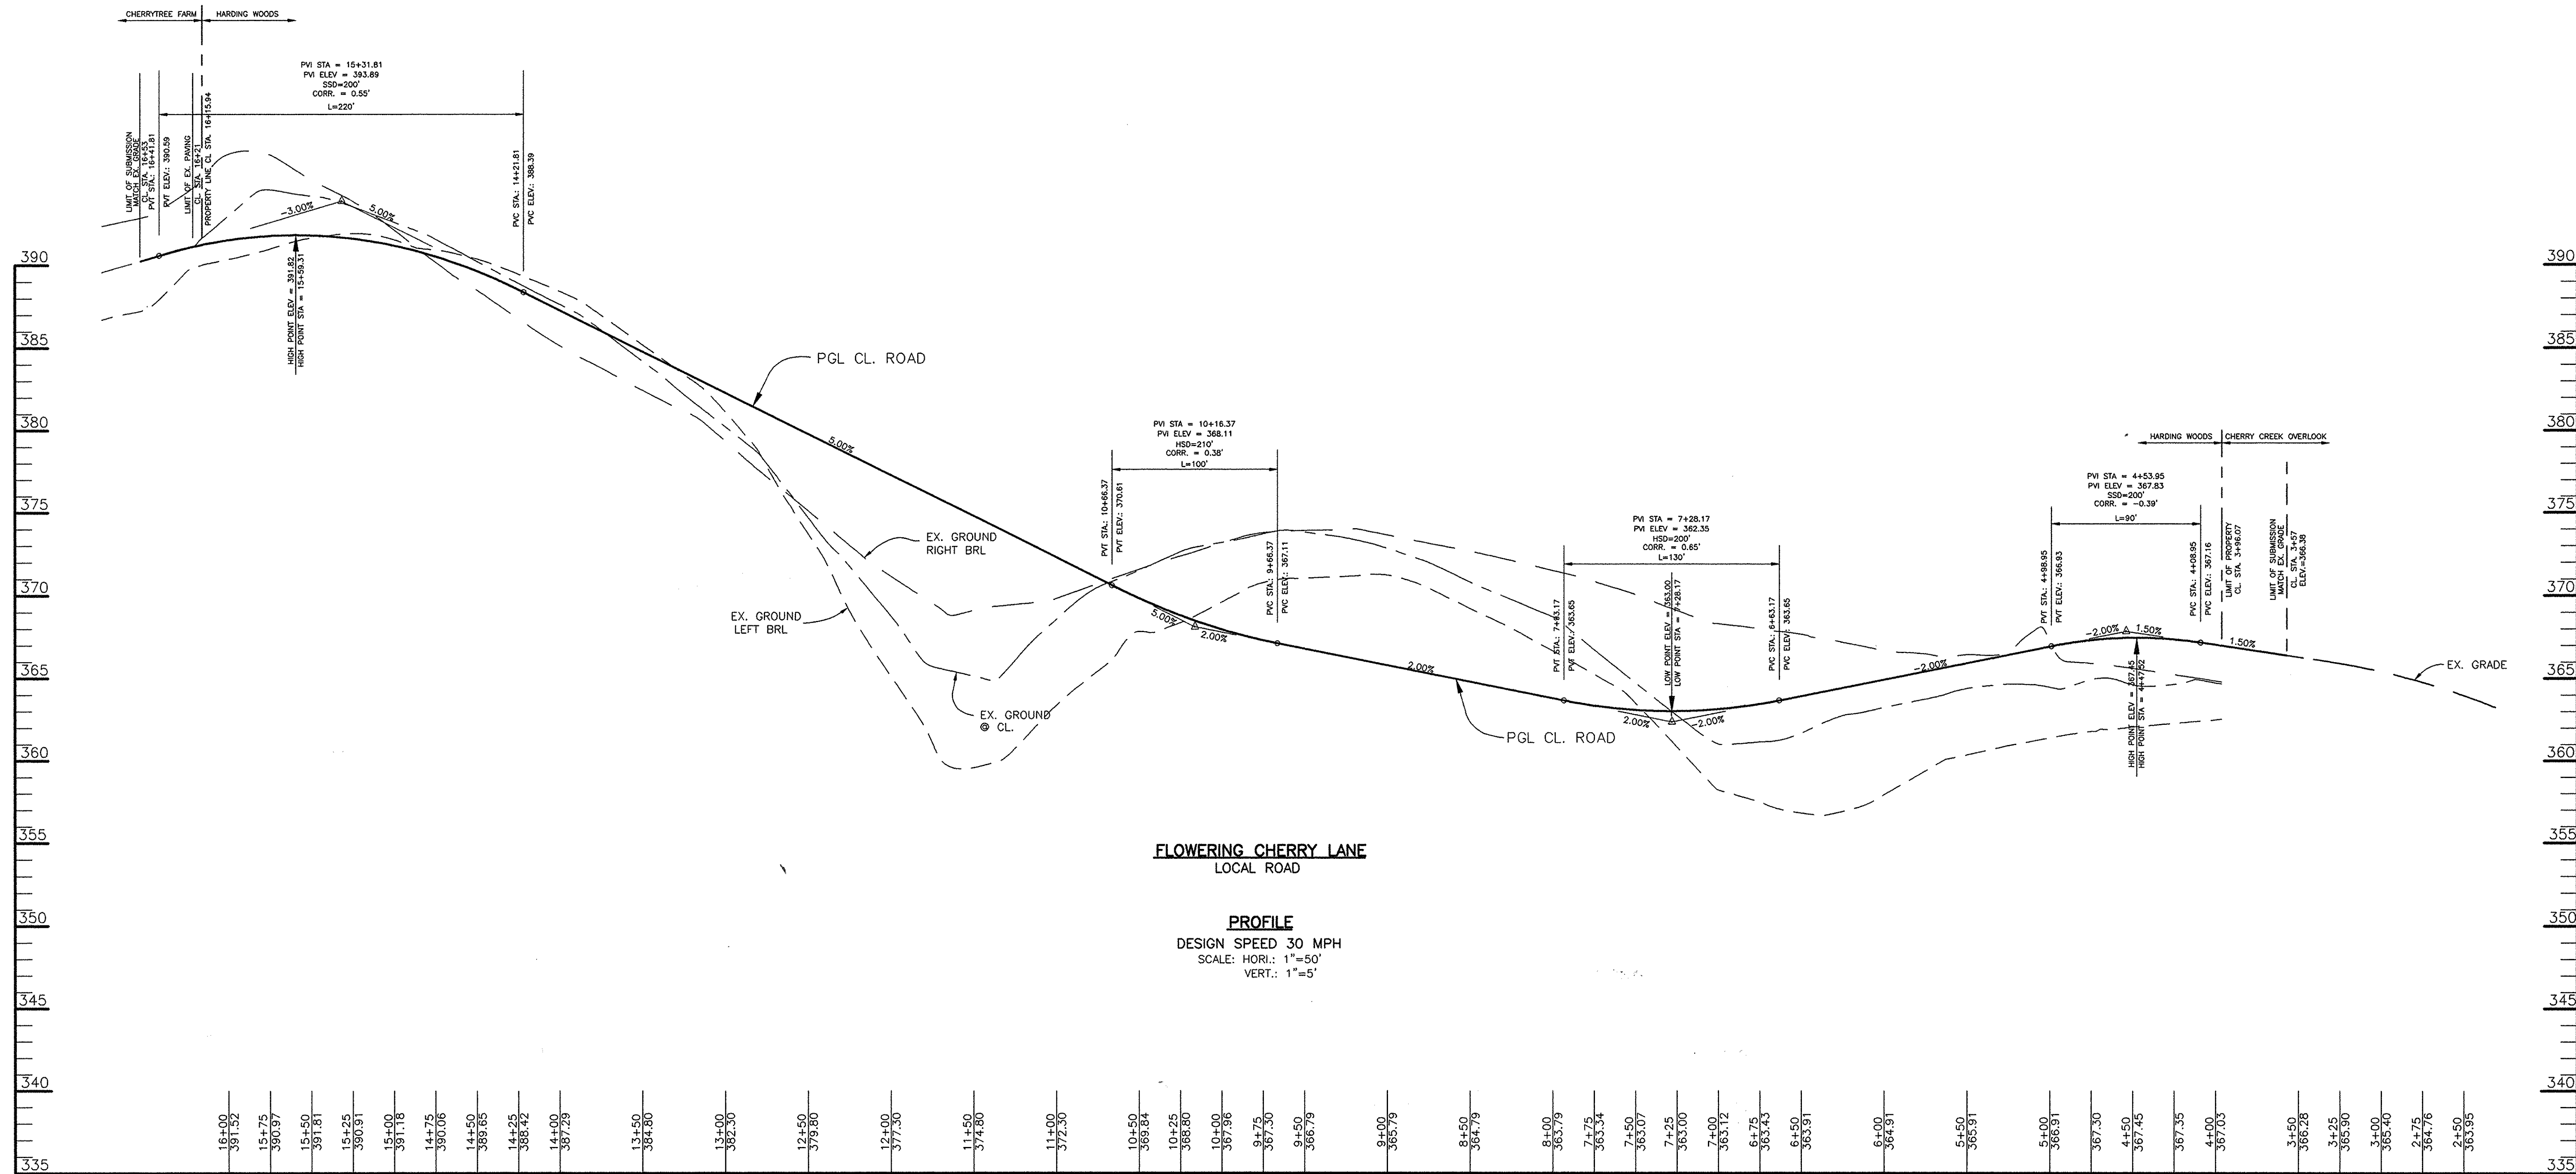 CHERRYTREE FARM
HARDING WOODS
PVI STA = 15+31.81
PVI ELEV = 393.89
SSD=200'
CORR. = 0.55'
L=220'
LIMIT OF SUBMISSION
MATCH EX. GRADE
CL. STA. 16+53
PVT STA.: 16+41.81
PVT ELEV.: 390.59
LIMIT OF EX. PAVING
CL. STA. 16+21
PROPERTY LINE CL STA. 16+15.94
PVC STA.: 14+21.81
PVC ELEV.: 388.39
-3.00%
5.00%
HIGH POINT ELEV = 391.82
HIGH POINT STA = 15+59.31
PGL CL. ROAD
5.00%
EX. GROUND
RIGHT BRL
EX. GROUND
LEFT BRL
EX. GROUND
@ CL.
PVI STA = 10+16.37
PVI ELEV = 368.11
HSD=210'
CORR. = 0.38'
L=100'
PVT STA.: 10+66.37
PVT ELEV.: 370.61
PVC STA.: 9+66.37
PVC ELEV.: 367.11
5.00%
2.00%
2.00%
PVI STA = 7+28.17
PVI ELEV = 362.35
HSD=200'
CORR. = 0.65'
L=130'
PVT STA.: 7+93.17
PVT ELEV.: 363.65
LOW POINT ELEV = 363.00
LOW POINT STA = 7+28.17
PVC STA.: 6+63.17
PVC ELEV.: 363.65
2.00%
-2.00%
PGL CL. ROAD
-2.00%
HARDING WOODS
CHERRY CREEK OVERLOOK
PVI STA = 4+53.95
PVI ELEV = 367.83
SSD=200'
CORR. = -0.39'
L=90'
PVT STA.: 4+98.95
PVT ELEV.: 366.93
PVC STA.: 4+08.95
PVC ELEV.: 367.16
LIMIT OF PROPERTY
CL. STA. 3+96.07
LIMIT OF SUBMISSION
MATCH EX. GRADE
CL. STA. 3+57
ELEV.=366.38
-2.00%
1.50%
1.50%
HIGH POINT ELEV = 367.45
HIGH POINT STA = 4+47.52
EX. GRADE
390
385
380
375
370
365
360
355
350
345
340
335
390
385
380
375
370
365
360
355
350
345
340
335
FLOWERING CHERRY LANE
LOCAL ROAD
PROFILE
DESIGN SPEED 30 MPH
SCALE: HORI.: 1"=50'
VERT.: 1"=5'
16+00
391.52
15+75
390.97
15+50
391.81
15+25
390.91
15+00
391.18
14+75
390.06
14+50
389.65
14+25
388.42
14+00
387.29
13+50
384.80
13+00
382.30
12+50
379.80
12+00
377.30
11+50
374.80
11+00
372.30
10+50
369.84
10+25
368.80
10+00
367.96
9+75
367.30
9+50
366.79
9+00
365.79
8+50
364.79
8+00
363.79
7+75
363.34
7+50
363.07
7+25
363.00
7+00
363.12
6+75
363.43
6+50
363.91
6+00
364.91
5+50
365.91
5+00
366.91
367.30
4+50
367.45
367.35
4+00
367.03
3+50
366.28
3+25
365.90
3+00
365.40
2+75
364.76
2+50
363.95